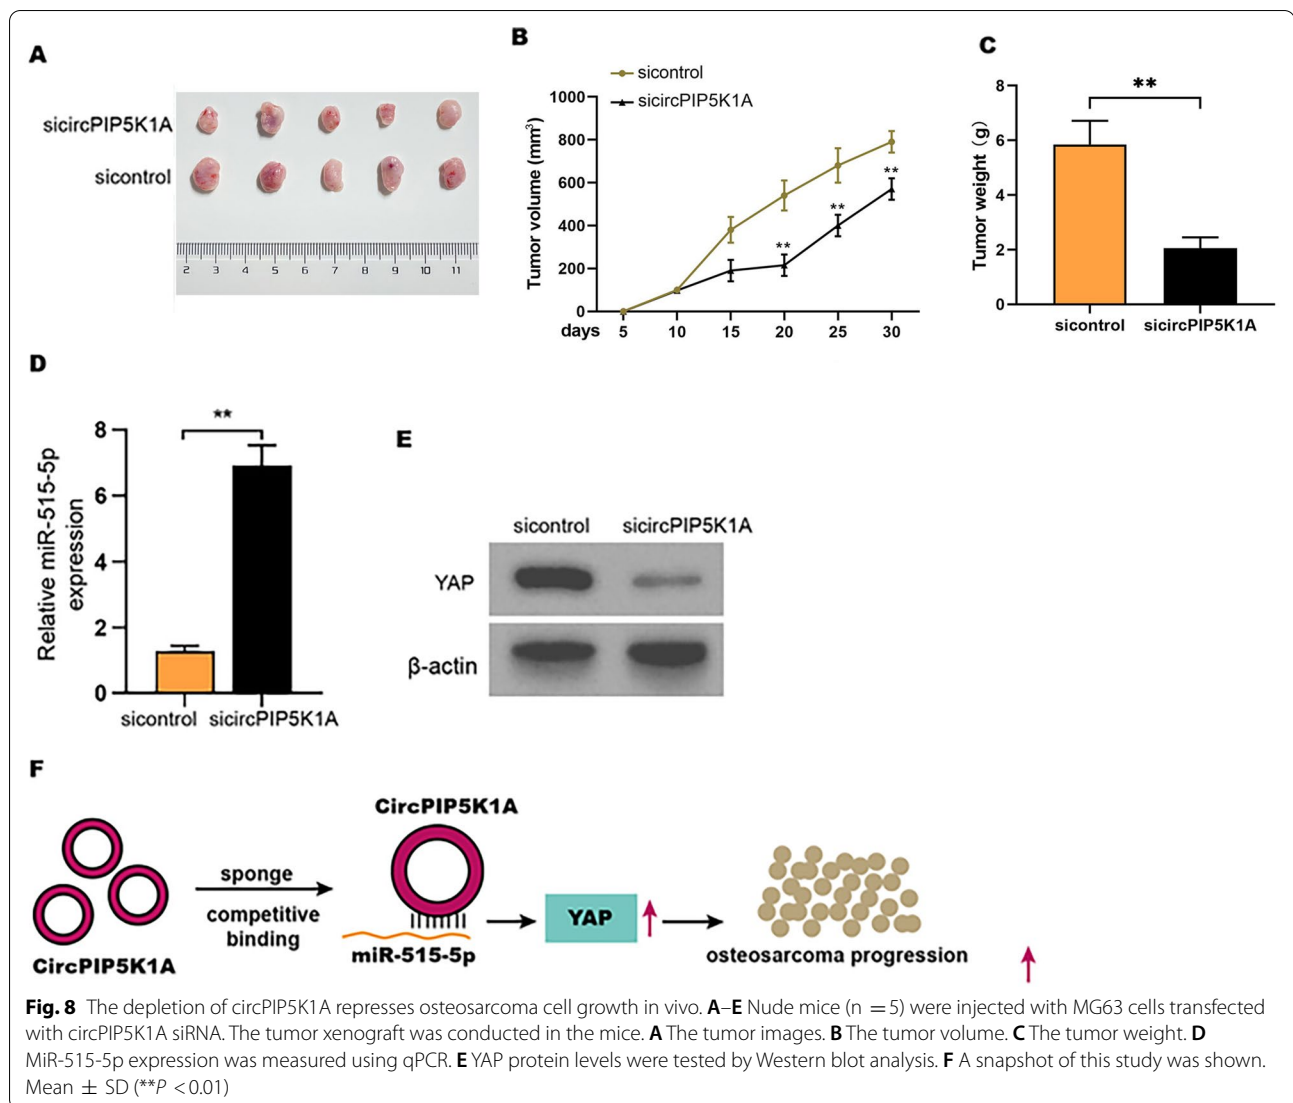 A
sicircPIP5K1A
sicontrol
2 3 4 5 6 7 8 9 10 11
B
sicontrol
sicircPIP5K1A
Tumor volume (mm³)
1000
800
600
400
200
0
**
**
**
days 5 10 15 20 25 30
C
**
Tumor weight (g)
8
6
4
2
0
sicontrol sicircPIP5K1A
D
**
Relative miR-515-5p
expression
8
6
4
2
0
sicontrol sicircPIP5K1A
E
sicontrol sicircPIP5K1A
YAP
β-actin
F
CircPIP5K1A
sponge
competitive
binding
CircPIP5K1A
miR-515-5p
YAP
osteosarcoma progression
Fig. 8 The depletion of circPIP5K1A represses osteosarcoma cell growth in vivo. A–E Nude mice (n = 5) were injected with MG63 cells transfected
with circPIP5K1A siRNA. The tumor xenograft was conducted in the mice. A The tumor images. B The tumor volume. C The tumor weight. D
MiR-515-5p expression was measured using qPCR. E YAP protein levels were tested by Western blot analysis. F A snapshot of this study was shown.
Mean ± SD (**P < 0.01)